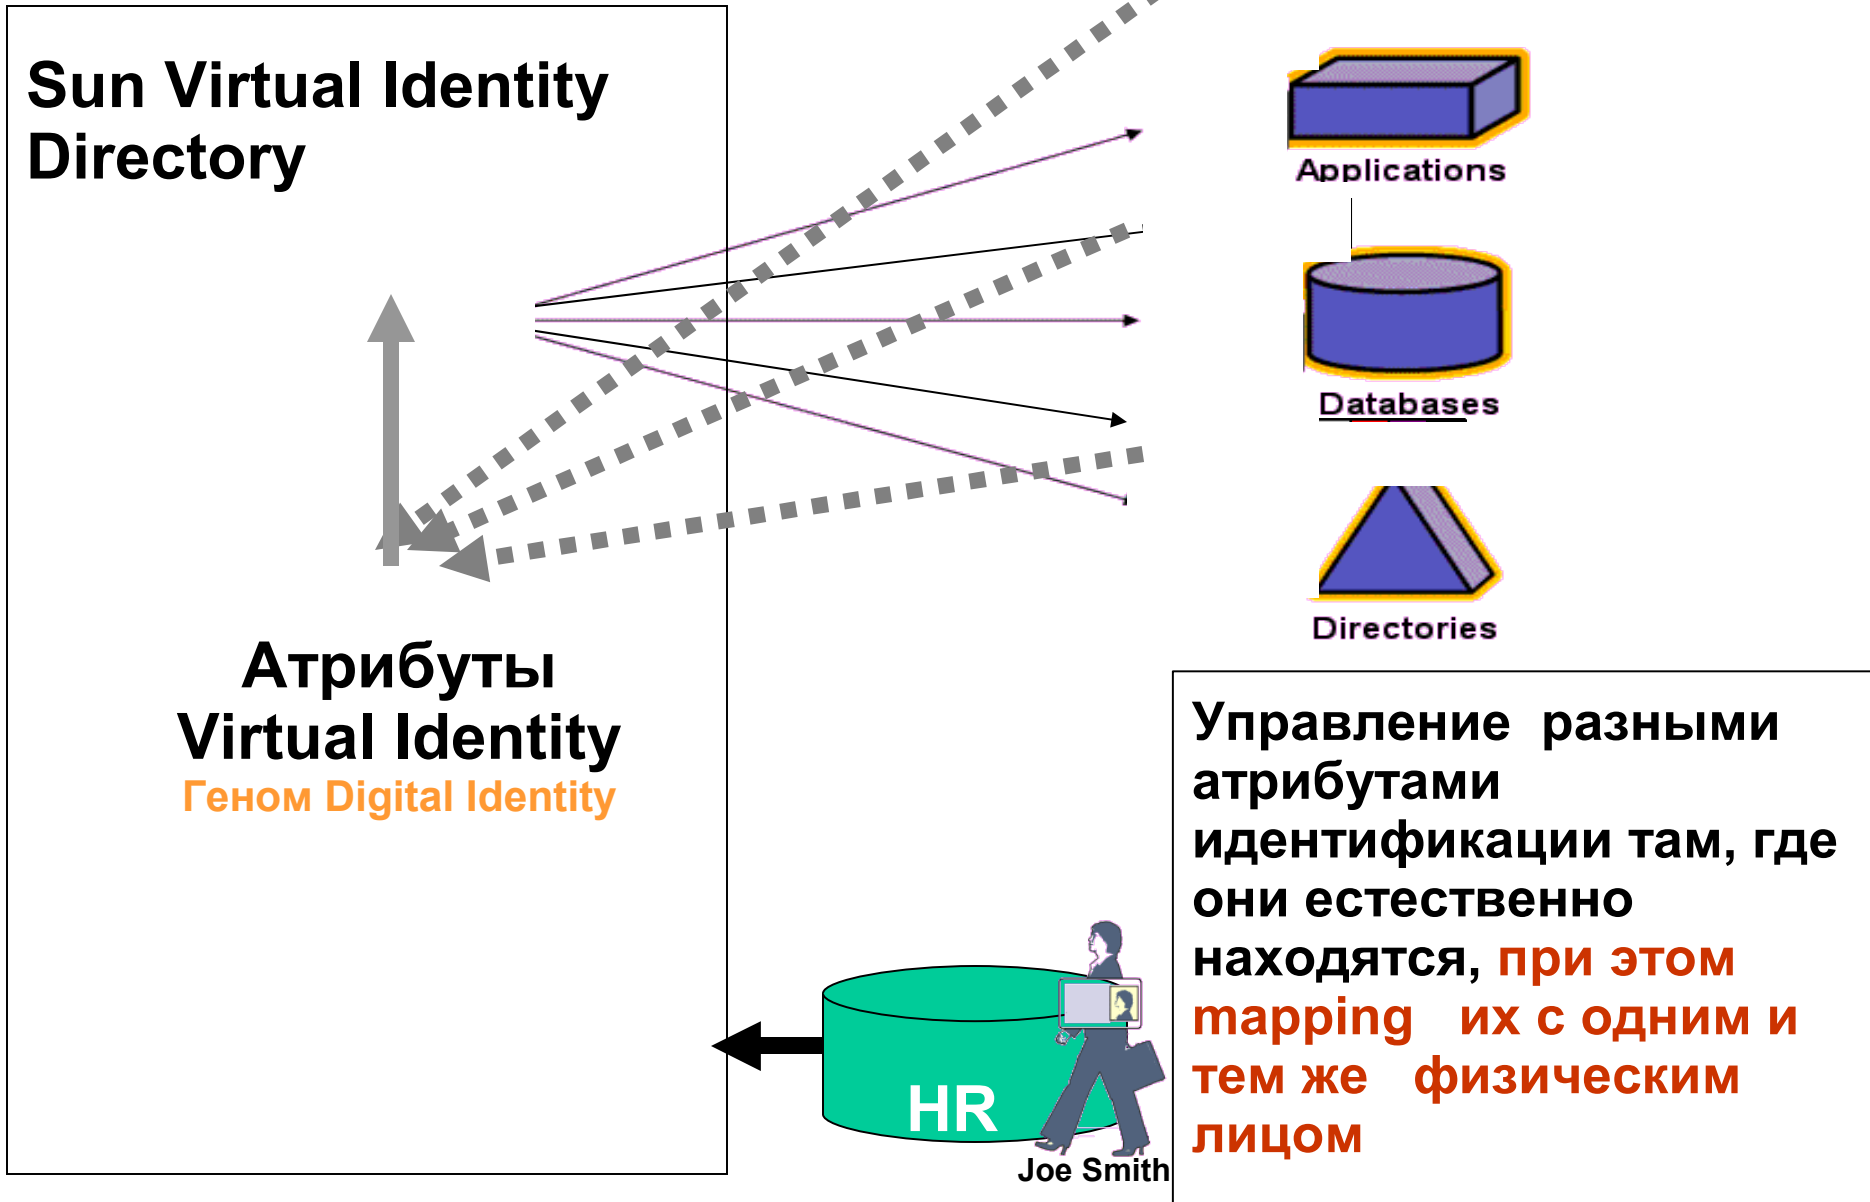 Sun Virtual Identity
Directory
Applications
Databases
Directories
Атрибуты
Virtual Identity
Геном Digital Identity
Управление разными
атрибутами
идентификации там, где
они естественно
находятся, при этом
mapping их с одним и
тем же физическим
лицом
HR
Joe Smith